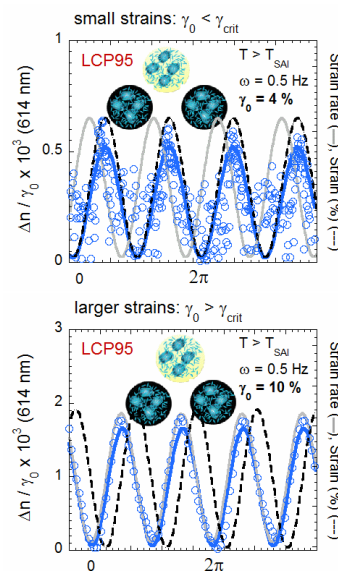 small strains: γ0 < γcrit
1
LCP95
T > TSAI
ω = 0.5 Hz
γ0 = 4 %
0.5
0
0
2π
Δn / γ0 x 10³ (614 nm)
Strain rate (—), Strain (%) (---)
larger strains: γ0 > γcrit
3
LCP95
T > TSAI
ω = 0.5 Hz
γ0 = 10 %
2
1
0
0
2π
Δn / γ0 x 10³ (614 nm)
Strain rate (—), Strain (%) (---)